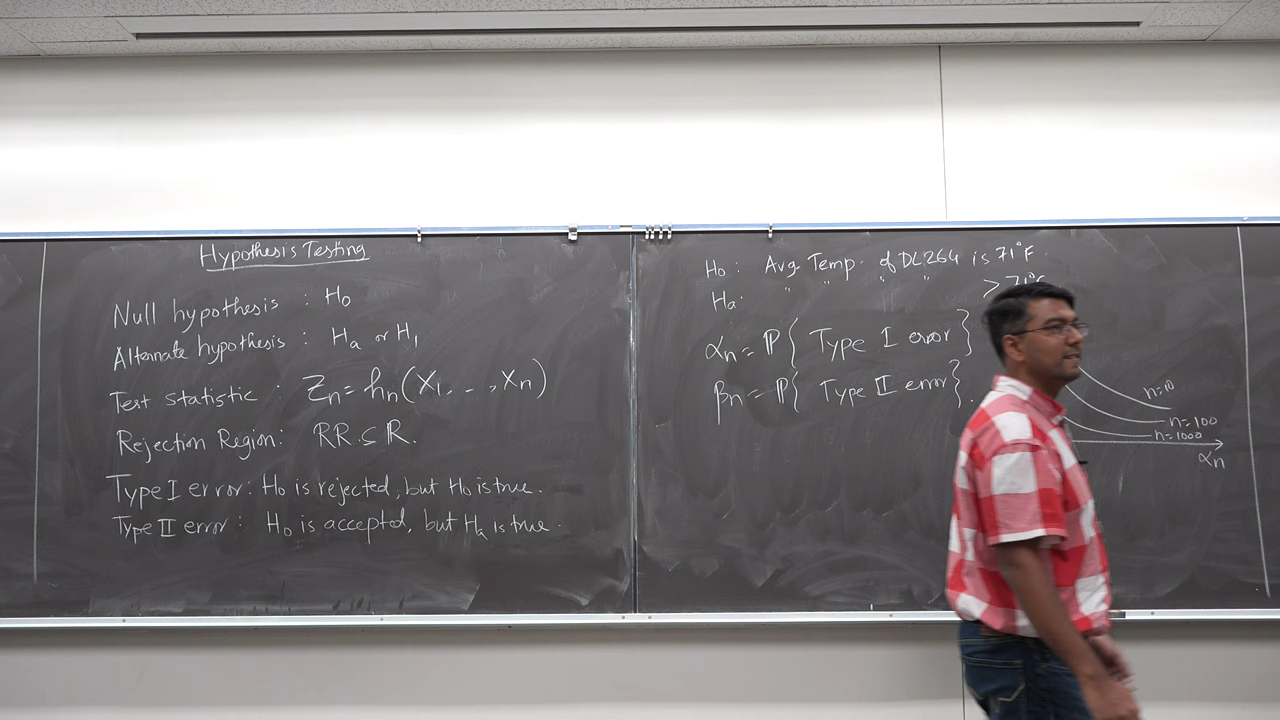 Hypothesis Testing
Null hypothesis : H₀
Alternate hypothesis : Hₐ or H₁
Test statistic : Zₙ = hₙ(X₁, . . , Xₙ)
Rejection Region: RR ⊆ ℝ.
Type I error: H₀ is rejected, but H₀ is true.
Type II error: H₀ is accepted, but Hₐ is true.
H₀ : Avg Temp. of DL264 is 71°F.
Hₐ: " " " " > 71°F
αₙ = ℙ{ Type I error }
βₙ = ℙ{ Type II error }.
n=10
n=100
n=1000
αₙ